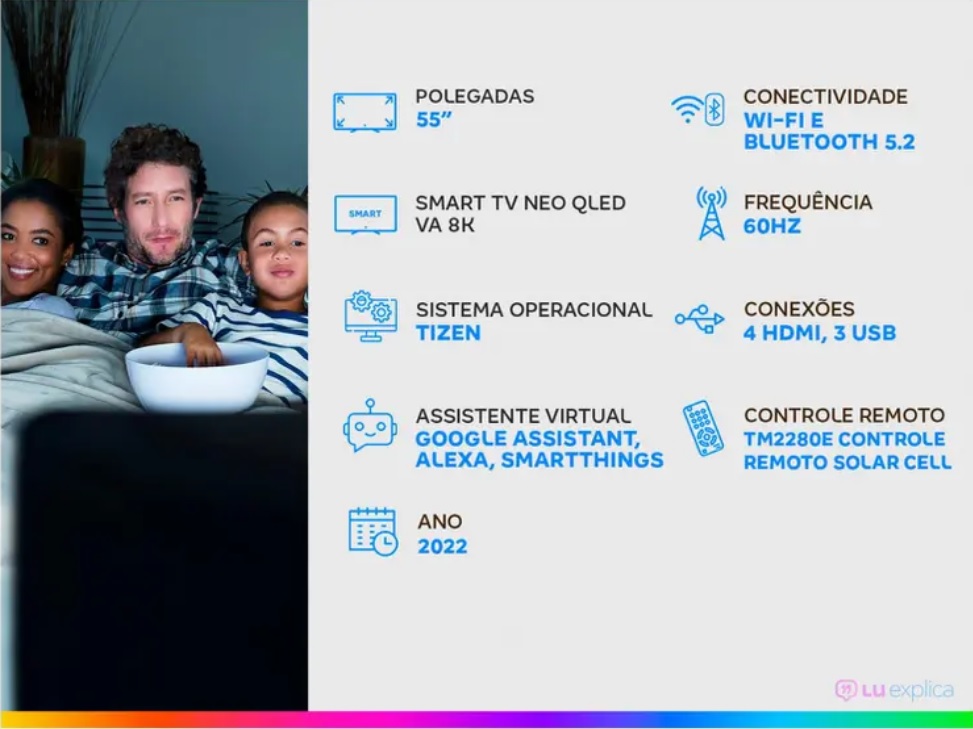 POLEGADAS
55”
SMART
SMART TV NEO QLED
VA 8K
SISTEMA OPERACIONAL
TIZEN
ASSISTENTE VIRTUAL
GOOGLE ASSISTANT,
ALEXA, SMARTTHINGS
ANO
2022
CONECTIVIDADE
WI-FI E
BLUETOOTH 5.2
FREQUÊNCIA
60HZ
CONEXÕES
4 HDMI, 3 USB
CONTROLE REMOTO
TM2280E CONTROLE
REMOTO SOLAR CELL
LU explica